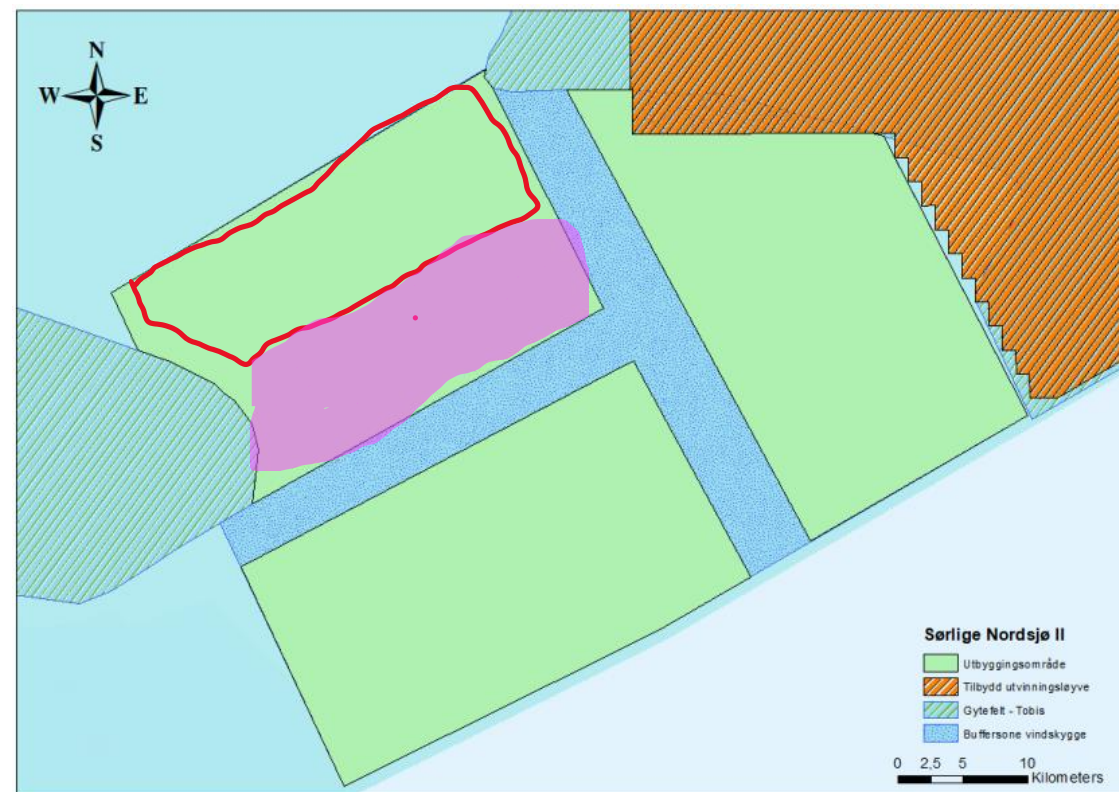 N
W E
S
Sørlige Nordsjø II
Utbyggingsområde
Tilbydd utvinningsløyve
Gytefelt - Tobis
Buffersone vindskygge
0 2,5 5 10
Kilometers